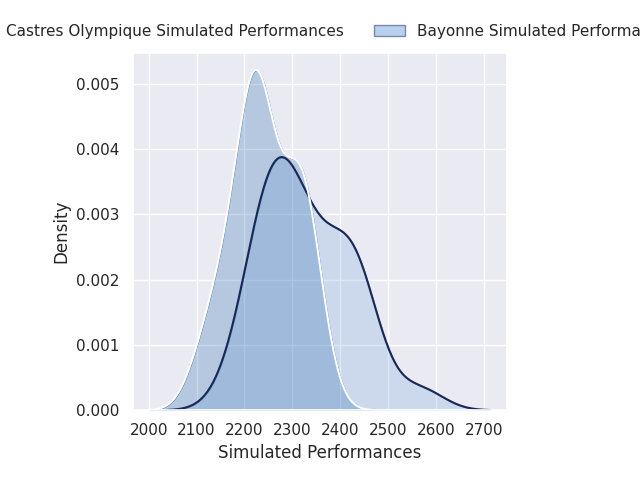 Castres Olympique Simulated Performances
Bayonne Simulated Performa
0.005
0.004
0.003
0.002
0.001
0.000
Density
2000 2100 2200 2300 2400 2500 2600 2700
Simulated Performances